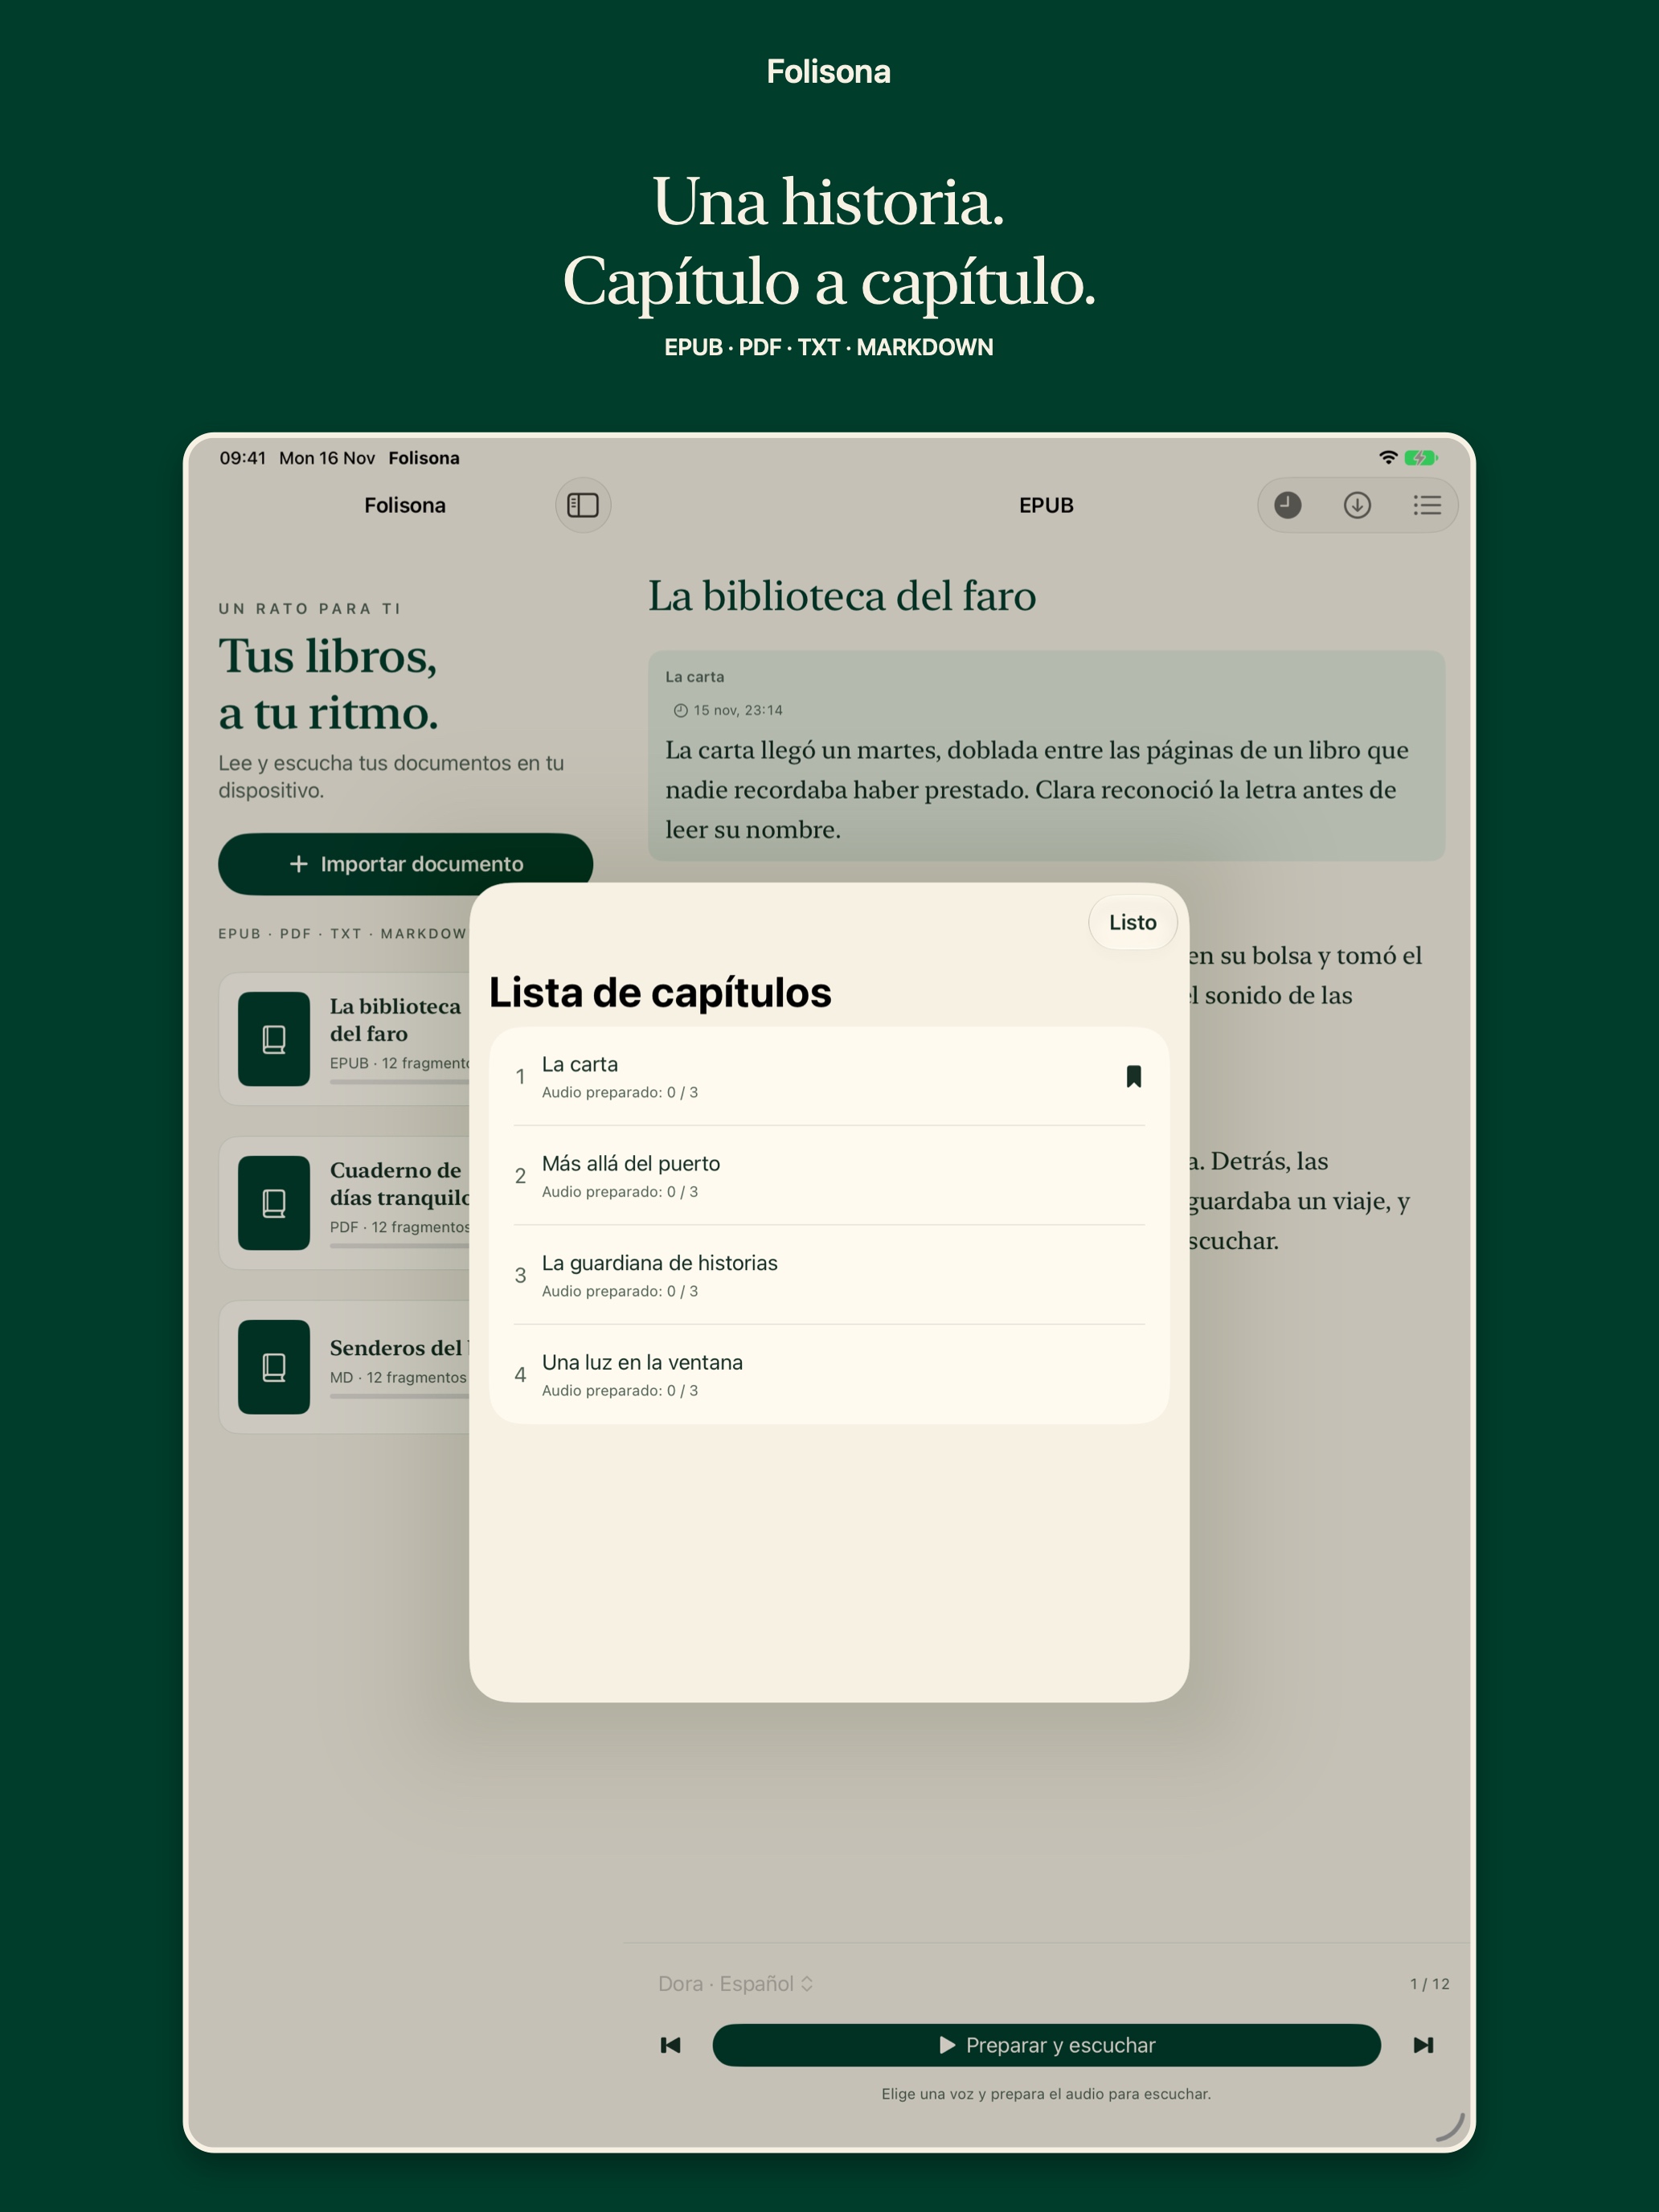 Folisona
Una historia.
Capítulo a capítulo.
EPUB · PDF · TXT · MARKDOWN
09:41 Mon 16 Nov Folisona
Folisona
EPUB
UN RATO PARA TI
Tus libros,
a tu ritmo.
Lee y escucha tus documentos en tu
dispositivo.
+ Importar documento
EPUB · PDF · TXT · MARKDOW
La biblioteca
del faro
EPUB · 12 fragmento
Cuaderno de
días tranquilo
PDF · 12 fragmentos
Senderos del
MD · 12 fragmentos
La biblioteca del faro
La carta
15 nov, 23:14
La carta llegó un martes, doblada entre las páginas de un libro que
nadie recordaba haber prestado. Clara reconoció la letra antes de
leer su nombre.
en su bolsa y tomó el
el sonido de las
a. Detrás, las
guardaba un viaje, y
scuchar.
Listo
Lista de capítulos
1 La carta
Audio preparado: 0 / 3
2 Más allá del puerto
Audio preparado: 0 / 3
3 La guardiana de historias
Audio preparado: 0 / 3
4 Una luz en la ventana
Audio preparado: 0 / 3
Dora · Español
1 / 12
Preparar y escuchar
Elige una voz y prepara el audio para escuchar.